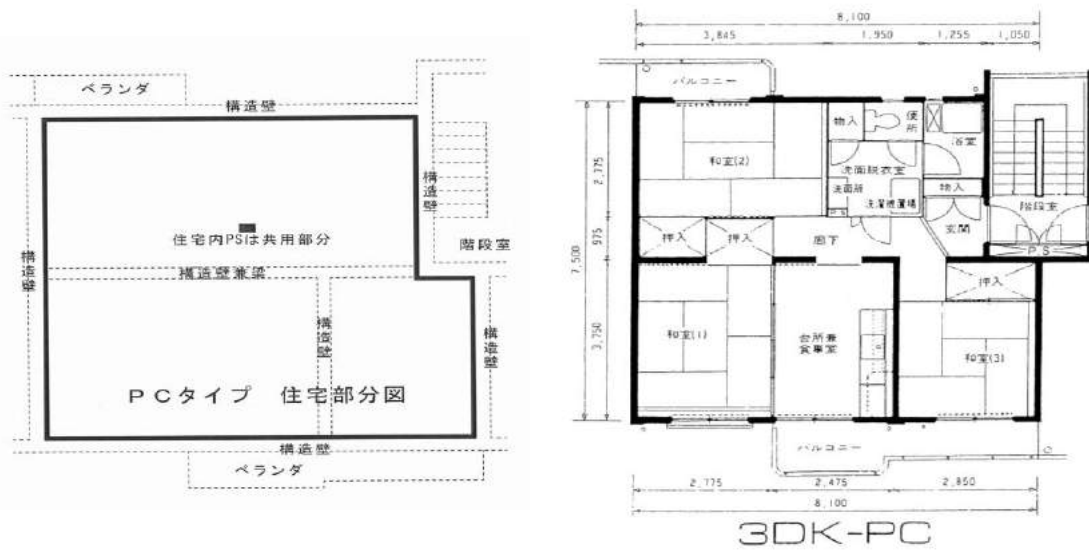 ベランダ
構造壁
構造壁
構造壁
階段室
住宅内PSは共用部分
構造壁兼梁
構造壁
構造壁
PCタイプ 住宅部分図
構造壁
ベランダ
8,100
3,845
1,950
1,255
1,050
バルコニー
物入
便所
浴室
和室(2)
洗面脱衣室
洗面所
洗濯機置場
物入
階段室
PS
押入
押入
廊下
玄関
P.S
押入
和室(1)
台所兼
食事室
和室(3)
バルコニー
2,775
975
3,750
7,500
2,775
2,475
2,850
8,100
3DK-PC